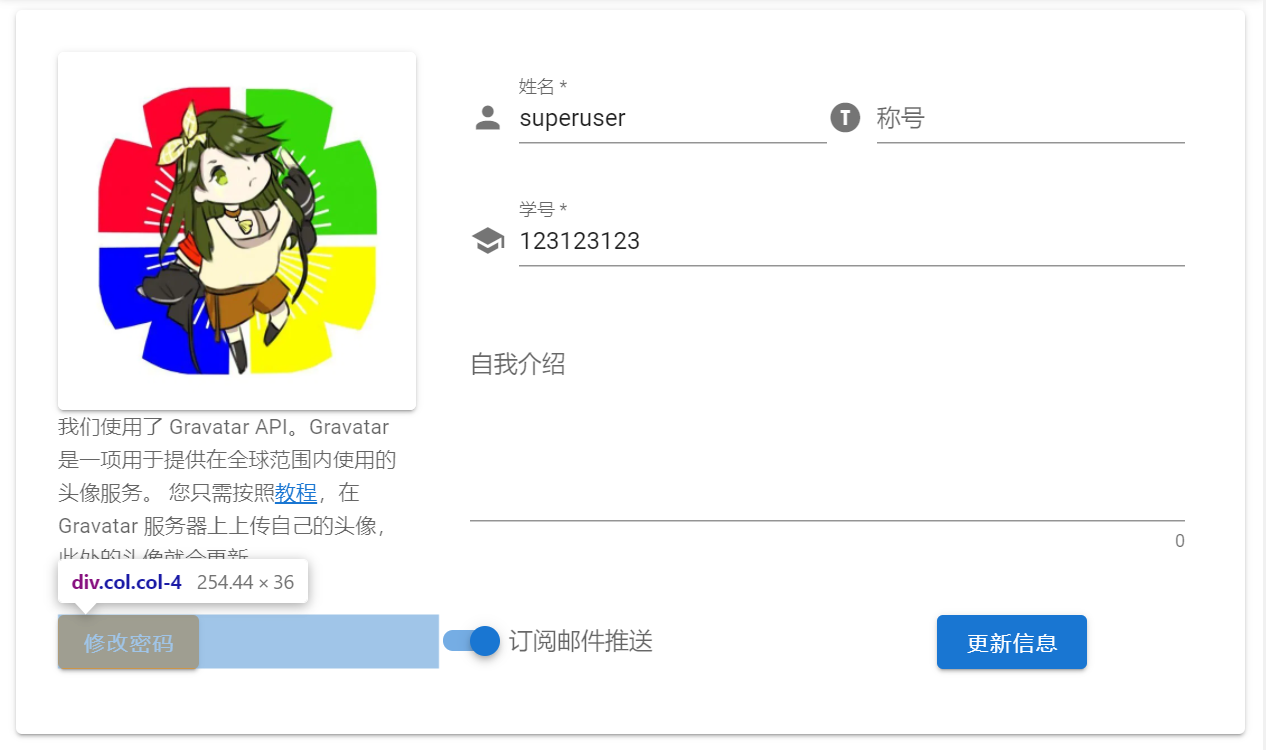 姓名 *
superuser
T 称号
学号 *
123123123
自我介绍
我们使用了 Gravatar API。Gravatar
是一项用于提供在全球范围内使用的
头像服务。 您只需按照教程，在
Gravatar 服务器上上传自己的头像，
此处的头像就会更新
0
div.col.col-4 254.44 × 36
修改密码
订阅邮件推送
更新信息